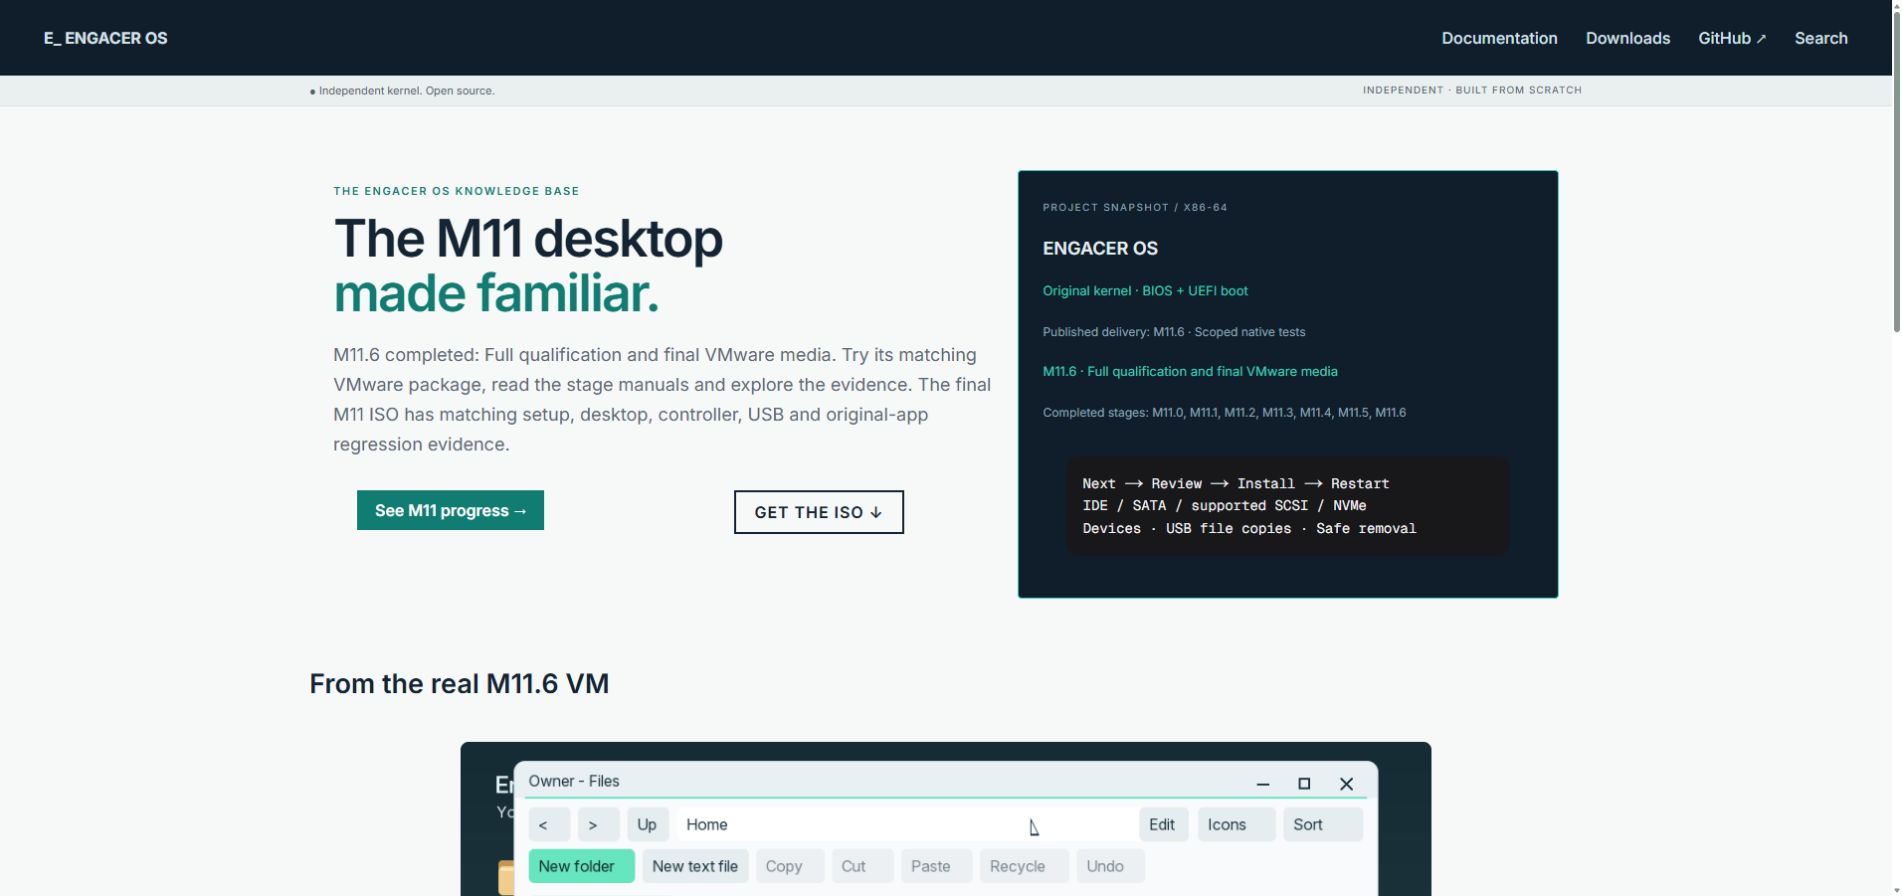 E_ ENGACER OS
Documentation
Downloads
GitHub ↗
Search
● Independent kernel. Open source.
INDEPENDENT · BUILT FROM SCRATCH
THE ENGACER OS KNOWLEDGE BASE
The M11 desktop
made familiar.
M11.6 completed: Full qualification and final VMware media. Try its matching
VMware package, read the stage manuals and explore the evidence. The final
M11 ISO has matching setup, desktop, controller, USB and original-app
regression evidence.
See M11 progress →
GET THE ISO ↓
PROJECT SNAPSHOT / X86-64
ENGACER OS
Original kernel · BIOS + UEFI boot
Published delivery: M11.6 · Scoped native tests
M11.6 · Full qualification and final VMware media
Completed stages: M11.0, M11.1, M11.2, M11.3, M11.4, M11.5, M11.6
Next → Review → Install → Restart
IDE / SATA / supported SCSI / NVMe
Devices · USB file copies · Safe removal
From the real M11.6 VM
Owner - Files
< > Up Home Edit Icons Sort
New folder New text file Copy Cut Paste Recycle Undo